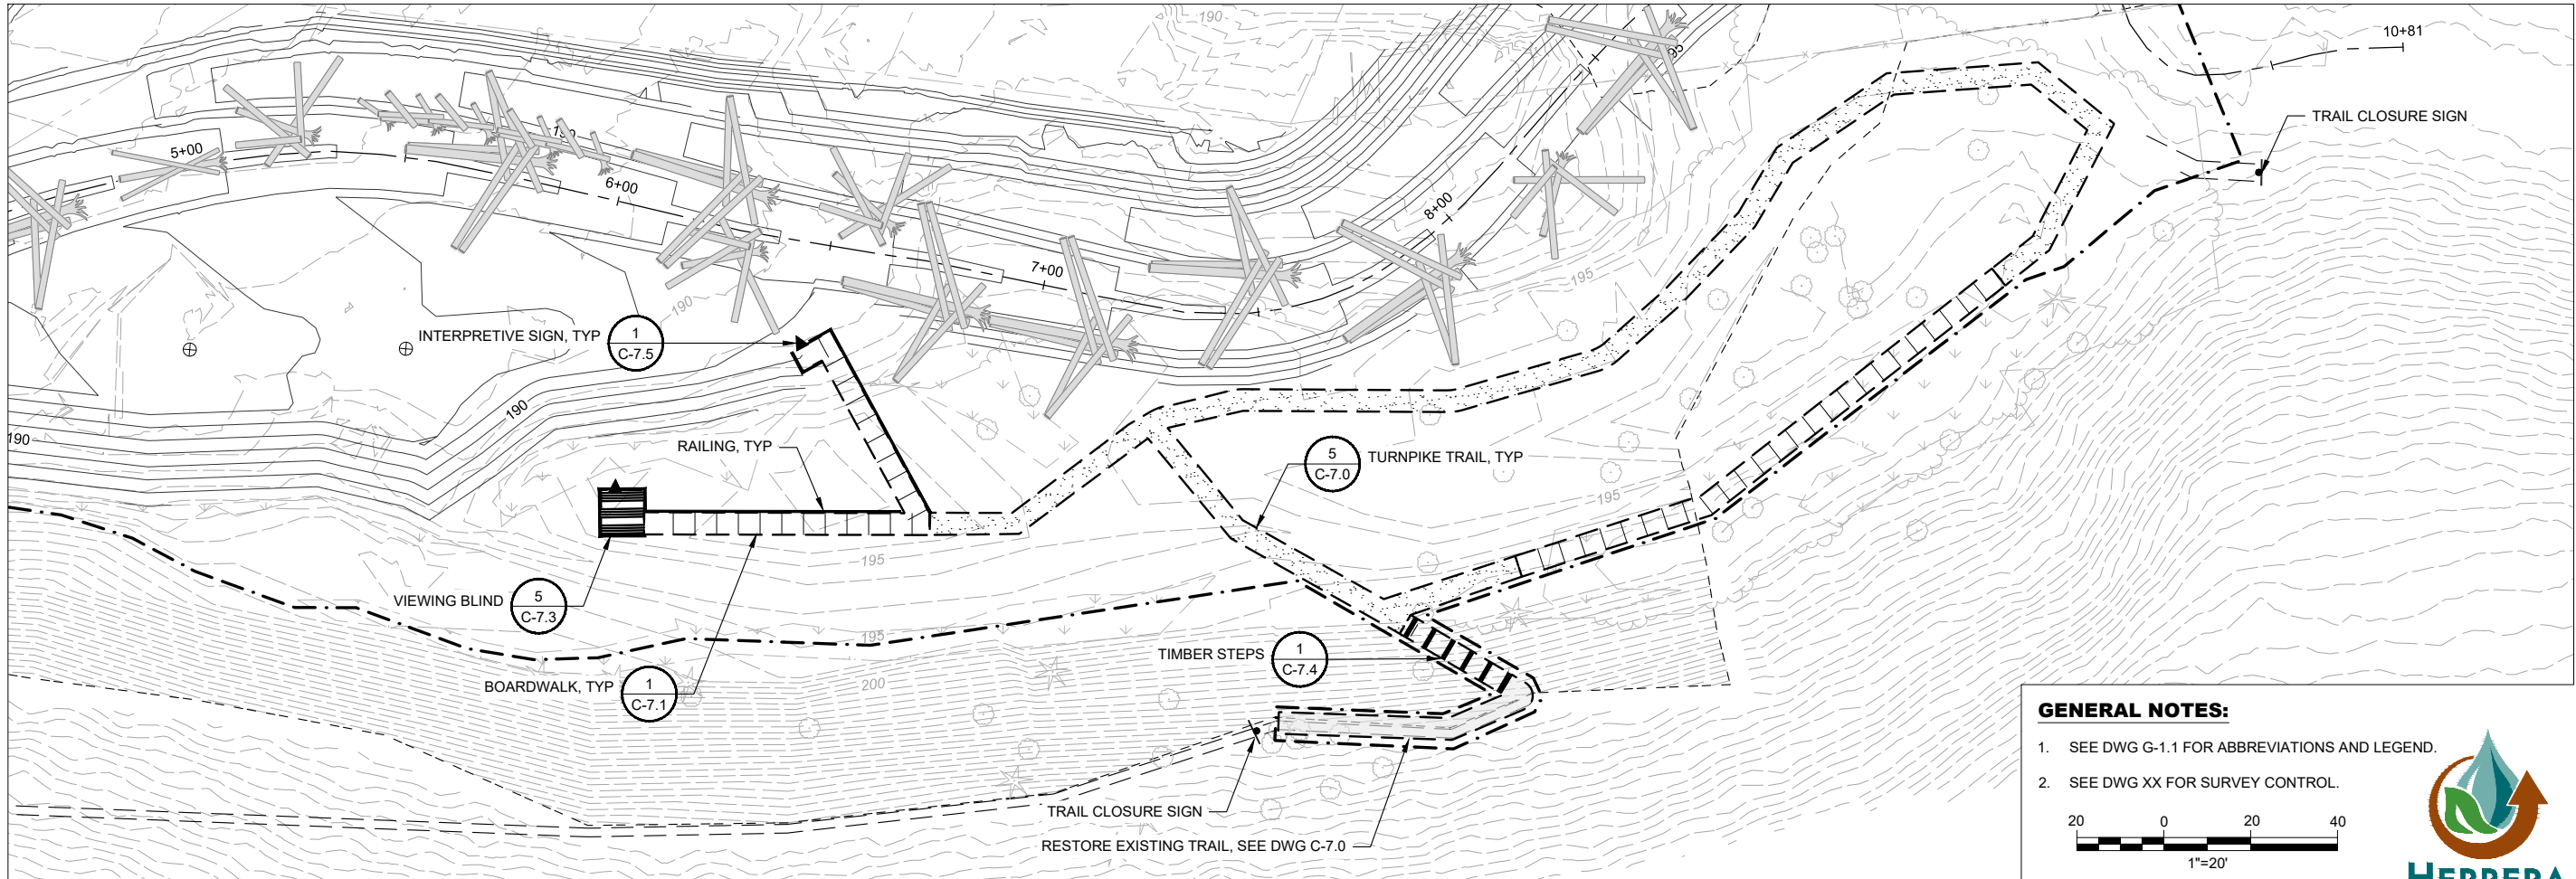 190
10+81
95
TRAIL CLOSURE SIGN
5+00
190
6+00
8+00
7+00
195
190
INTERPRETIVE SIGN, TYP
1
C-7.5
190
190
RAILING, TYP
5
C-7.0
TURNPIKE TRAIL, TYP
195
195
VIEWING BLIND
5
C-7.3
195
TIMBER STEPS
1
C-7.4
200
BOARDWALK, TYP
1
C-7.1
TRAIL CLOSURE SIGN
RESTORE EXISTING TRAIL, SEE DWG C-7.0
GENERAL NOTES:
1. SEE DWG G-1.1 FOR ABBREVIATIONS AND LEGEND.
2. SEE DWG XX FOR SURVEY CONTROL.
20 0 20 40
1"=20'
HERRERA